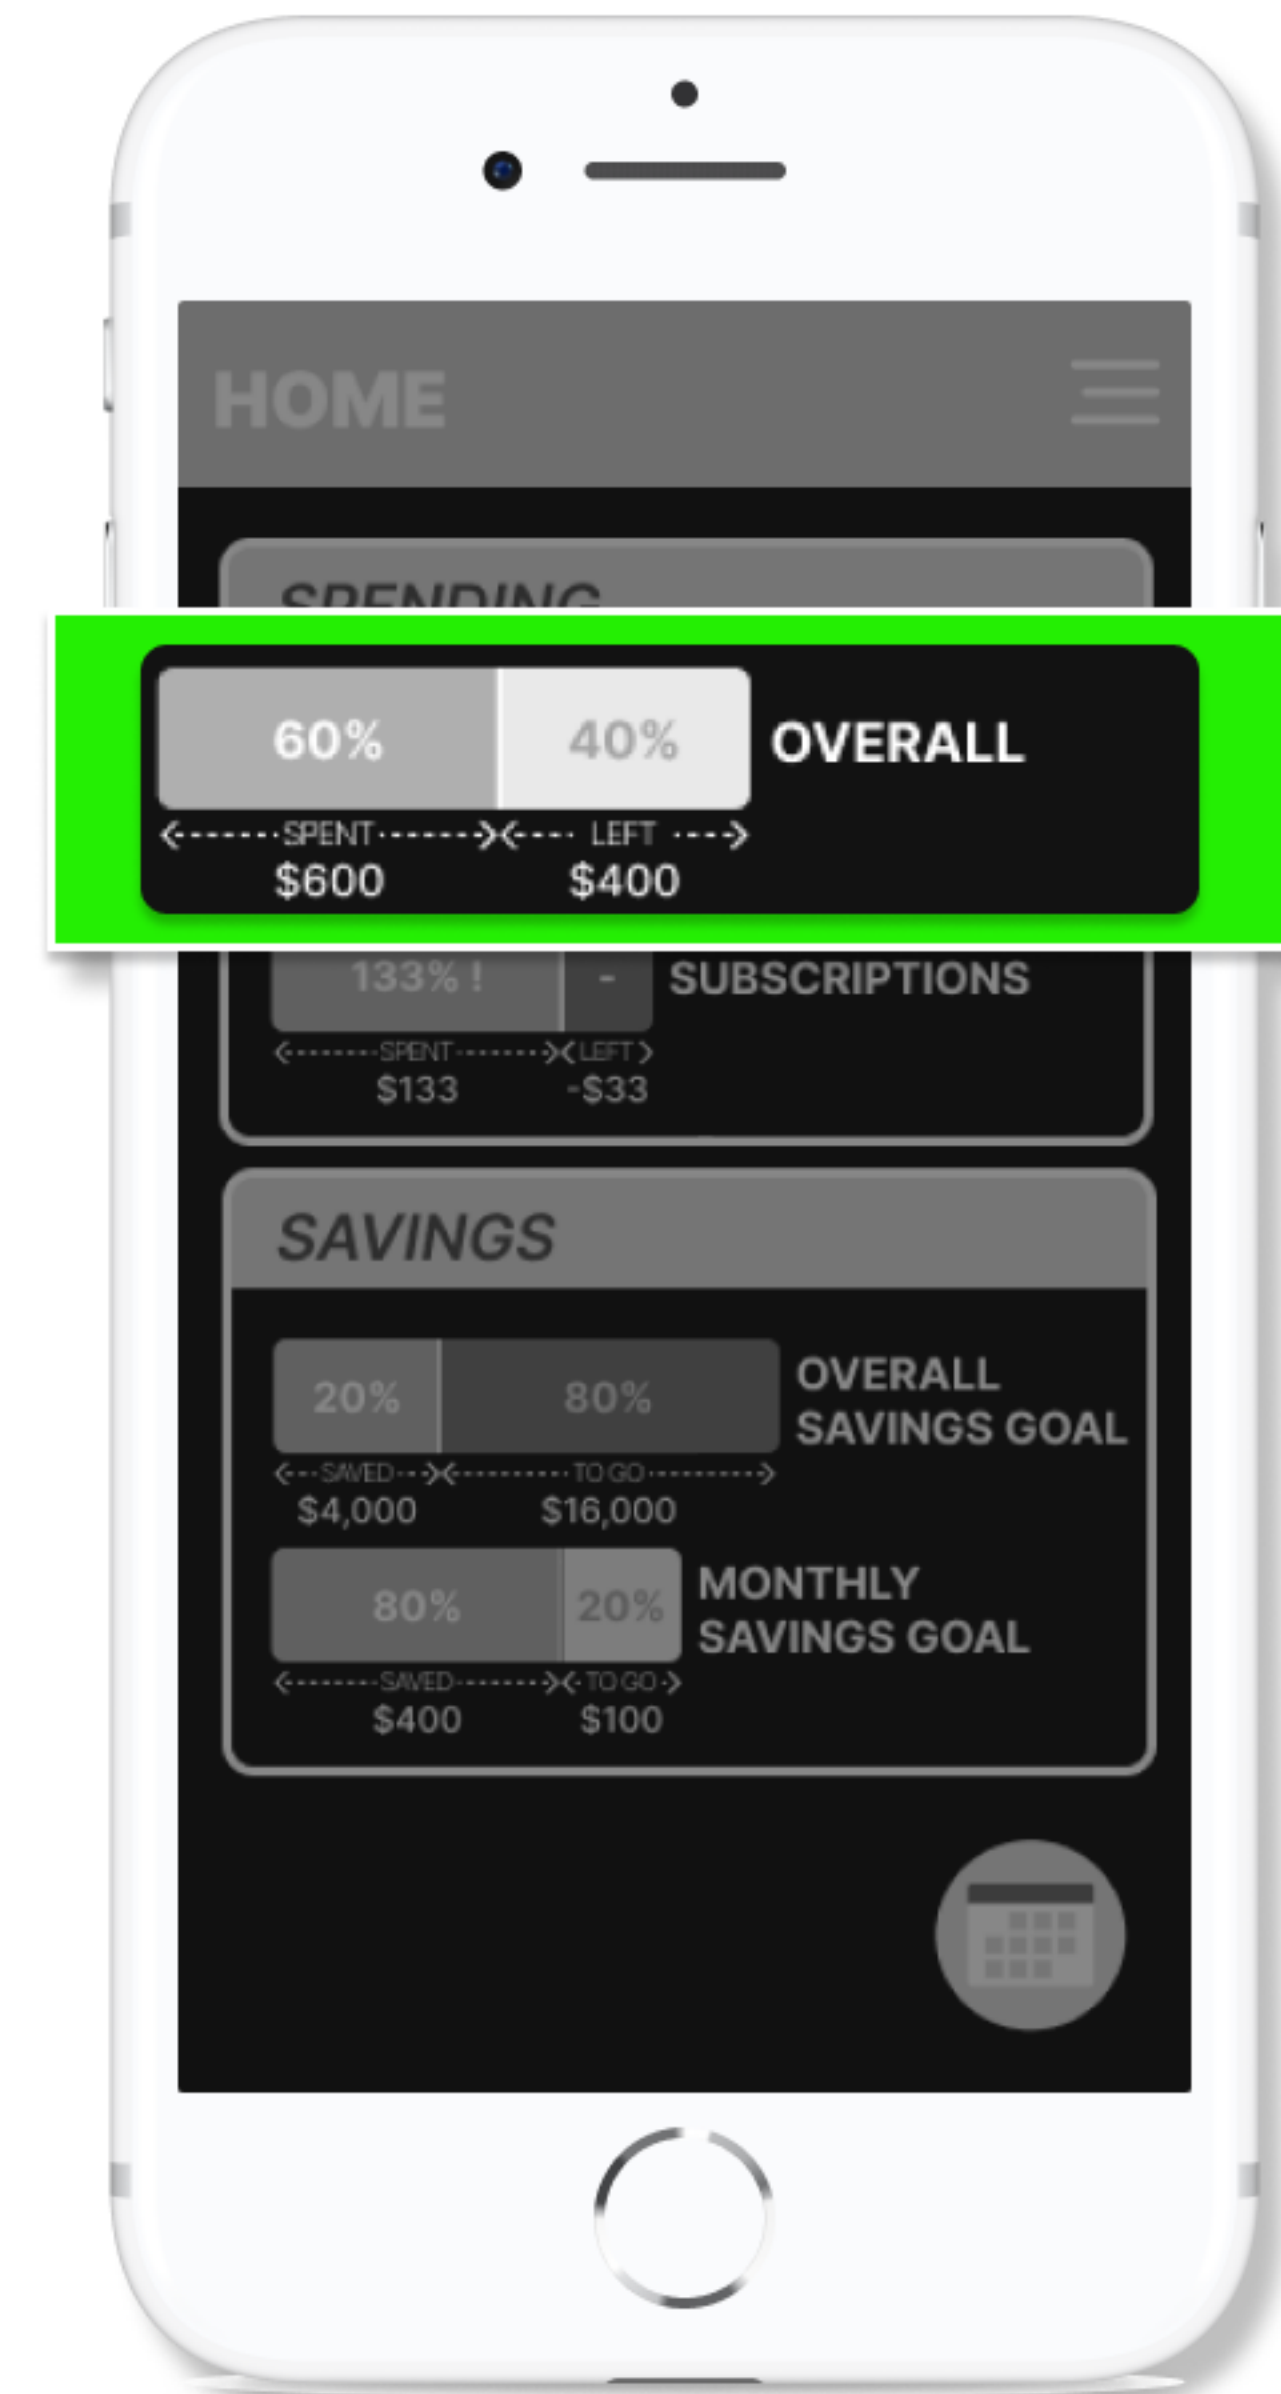 HOME
SPENDING
60% 40% OVERALL
SPENT LEFT
$600 $400
133% ! - SUBSCRIPTIONS
SPENT LEFT
$133 -$33
SAVINGS
20% 80% OVERALL
SAVINGS GOAL
SAVED TO GO
$4,000 $16,000
80% 20% MONTHLY
SAVINGS GOAL
SAVED TO GO
$400 $100